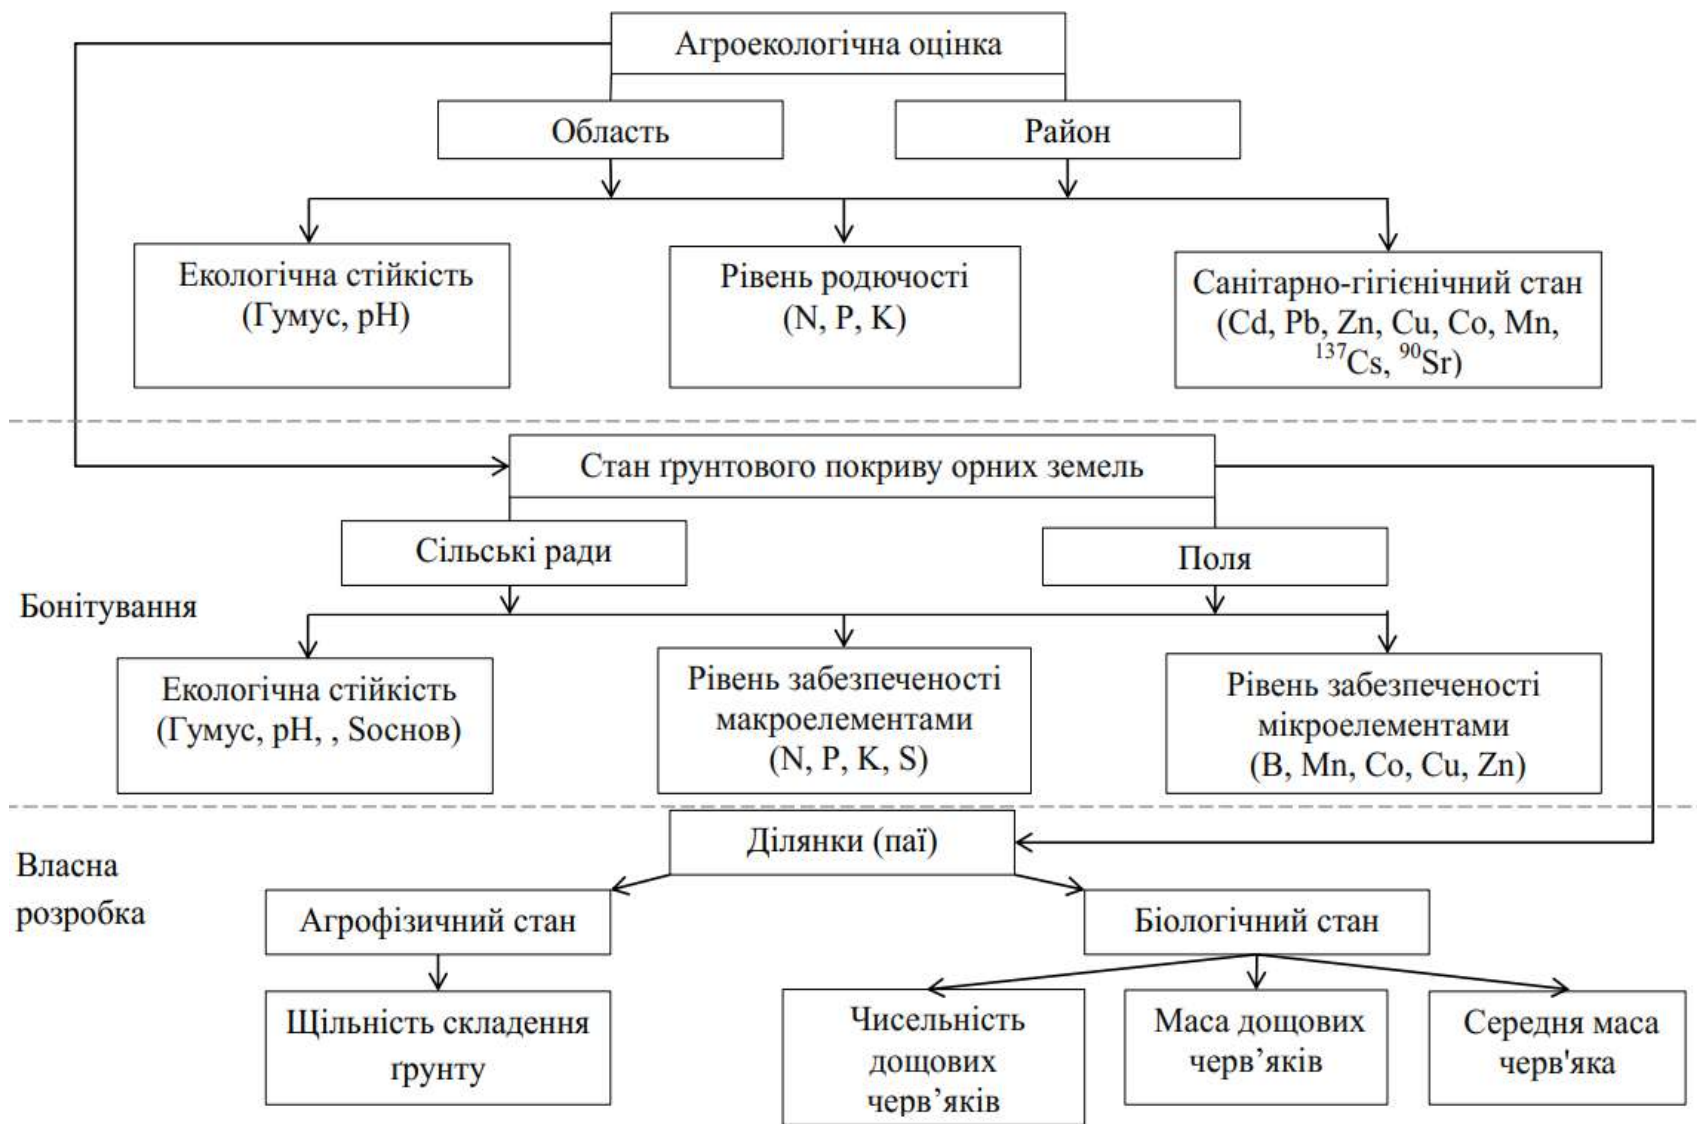 Агроекологічна оцінка
Область
Район
Екологічна стійкість
(Гумус, рН)
Рівень родючості
(N, P, K)
Санітарно-гігієнічний стан
(Cd, Pb, Zn, Cu, Co, Mn,
¹³⁷Cs, ⁹⁰Sr)
Стан ґрунтового покриву орних земель
Сільські ради
Поля
Бонітування
Екологічна стійкість
(Гумус, рН, , Sоснов)
Рівень забезпеченості
макроелементами
(N, P, K, S)
Рівень забезпеченості
мікроелементами
(B, Mn, Co, Cu, Zn)
Ділянки (паї)
Власна
розробка
Агрофізичний стан
Біологічний стан
Щільність складення
ґрунту
Чисельність
дощових
черв’яків
Маса дощових
черв’яків
Середня маса
черв'яка